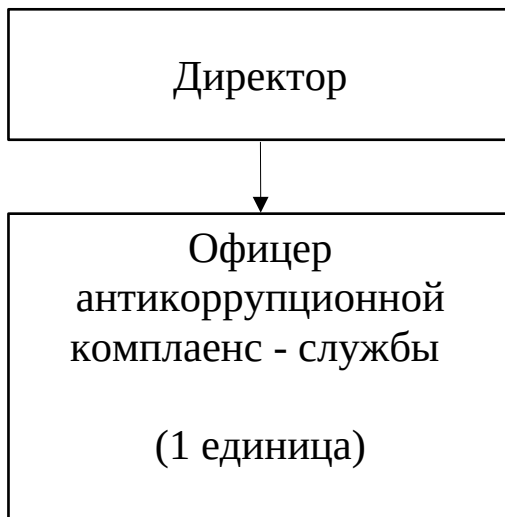 Директор
Офицер
антикоррупционной
комплаенс - службы
(1 единица)